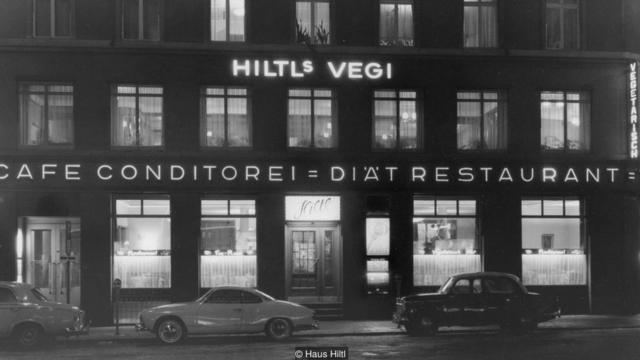 HILTLs VEGI
VEGETARISCH
CAFE CONDITOREI = DIÄT RESTAURANT =
© Haus Hiltl